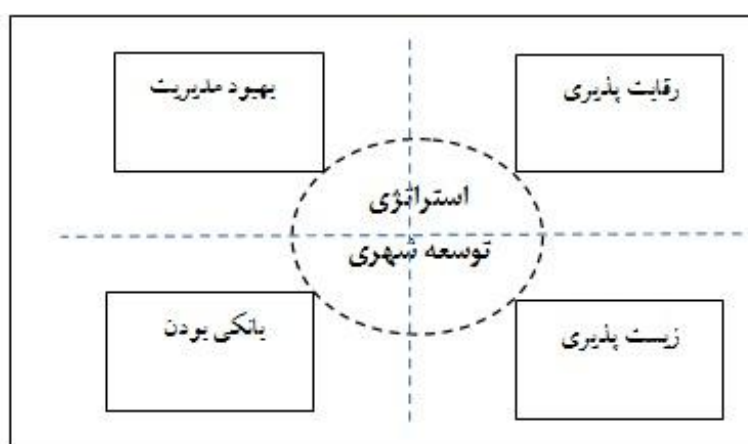 رقابت پذیری
بهبود مدیریت
استراتژی
توسعه شهری
زیست پذیری
بانکی بودن